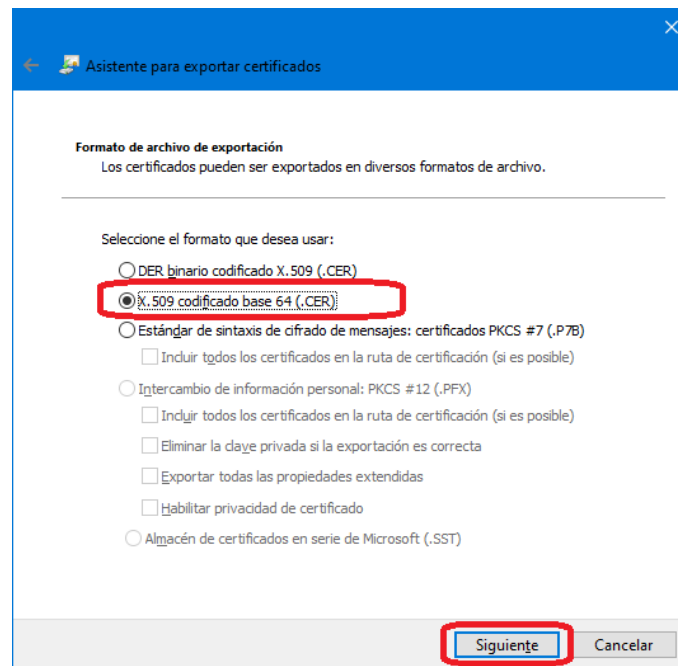 Asistente para exportar certificados
Formato de archivo de exportación
Los certificados pueden ser exportados en diversos formatos de archivo.
Seleccione el formato que desea usar:
DER binario codificado X.509 (.CER)
X.509 codificado base 64 (.CER)
Estándar de sintaxis de cifrado de mensajes: certificados PKCS #7 (.P7B)
Incluir todos los certificados en la ruta de certificación (si es posible)
Intercambio de información personal: PKCS #12 (.PFX)
Incluir todos los certificados en la ruta de certificación (si es posible)
Eliminar la clave privada si la exportación es correcta
Exportar todas las propiedades extendidas
Habilitar privacidad de certificado
Almacén de certificados en serie de Microsoft (.SST)
Siguiente Cancelar